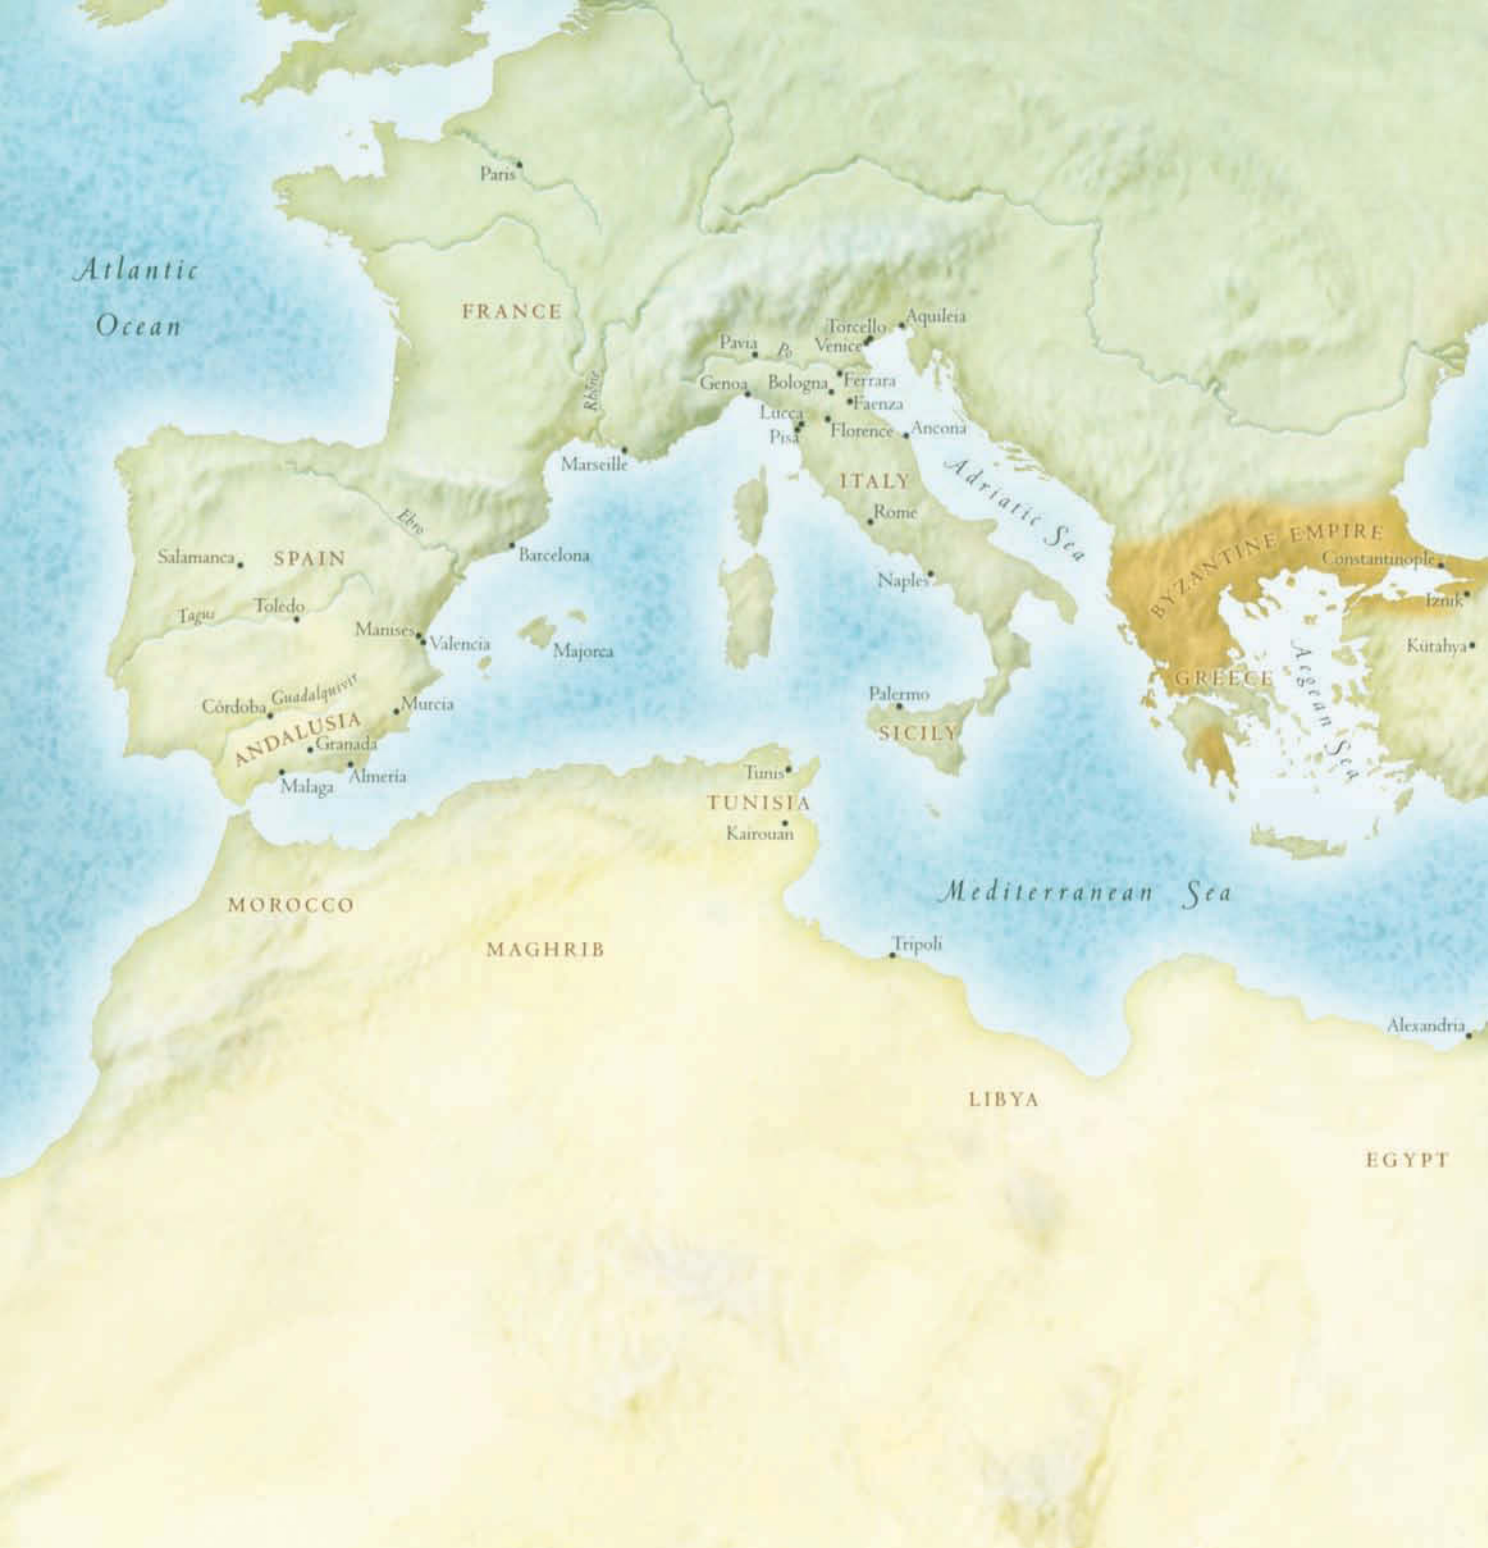 Paris
Atlantic
Ocean
FRANCE
Aquileia
Torcello
Venice
Pavia
Po
Genoa
Bologna
Ferrara
Faenza
Rhône
Lucca
Pisa
Florence
Ancona
Marseille
ITALY
Adriatic Sea
Rome
Ebro
BYZANTINE EMPIRE
Constantinople
Salamanca
SPAIN
Barcelona
Naples
Iznik
Toledo
Tagus
Manises
Valencia
Majorca
Kütahya
Aegean Sea
GREECE
Córdoba
Guadalquivir
Murcia
Palermo
SICILY
ANDALUSIA
Granada
Malaga
Almería
Tunis
TUNISIA
Kairouan
MOROCCO
Mediterranean Sea
MAGHRIB
Tripoli
Alexandria
LIBYA
EGYPT